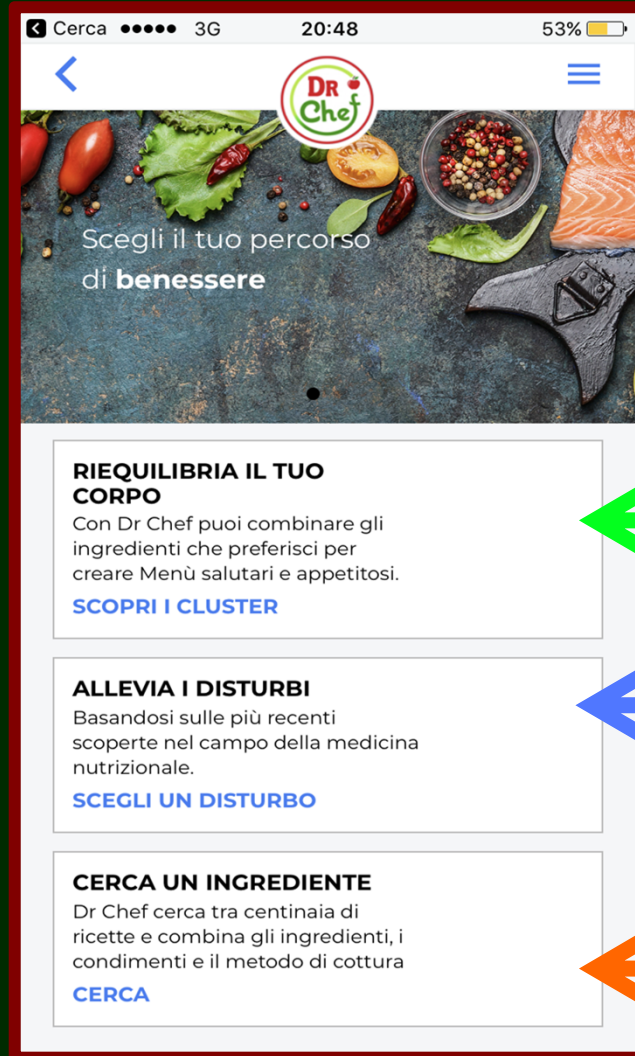 Cerca 3G 20:48 53%
DR
Chef
Scegli il tuo percorso
di benessere
RIEQUILIBRIA IL TUO
CORPO
Con Dr Chef puoi combinare gli
ingredienti che preferisci per
creare Menù salutari e appetitosi.
SCOPRI I CLUSTER
ALLEVIA I DISTURBI
Basandosi sulle più recenti
scoperte nel campo della medicina
nutrizionale.
SCEGLI UN DISTURBO
CERCA UN INGREDIENTE
Dr Chef cerca tra centinaia di
ricette e combina gli ingredienti, i
condimenti e il metodo di cottura
CERCA